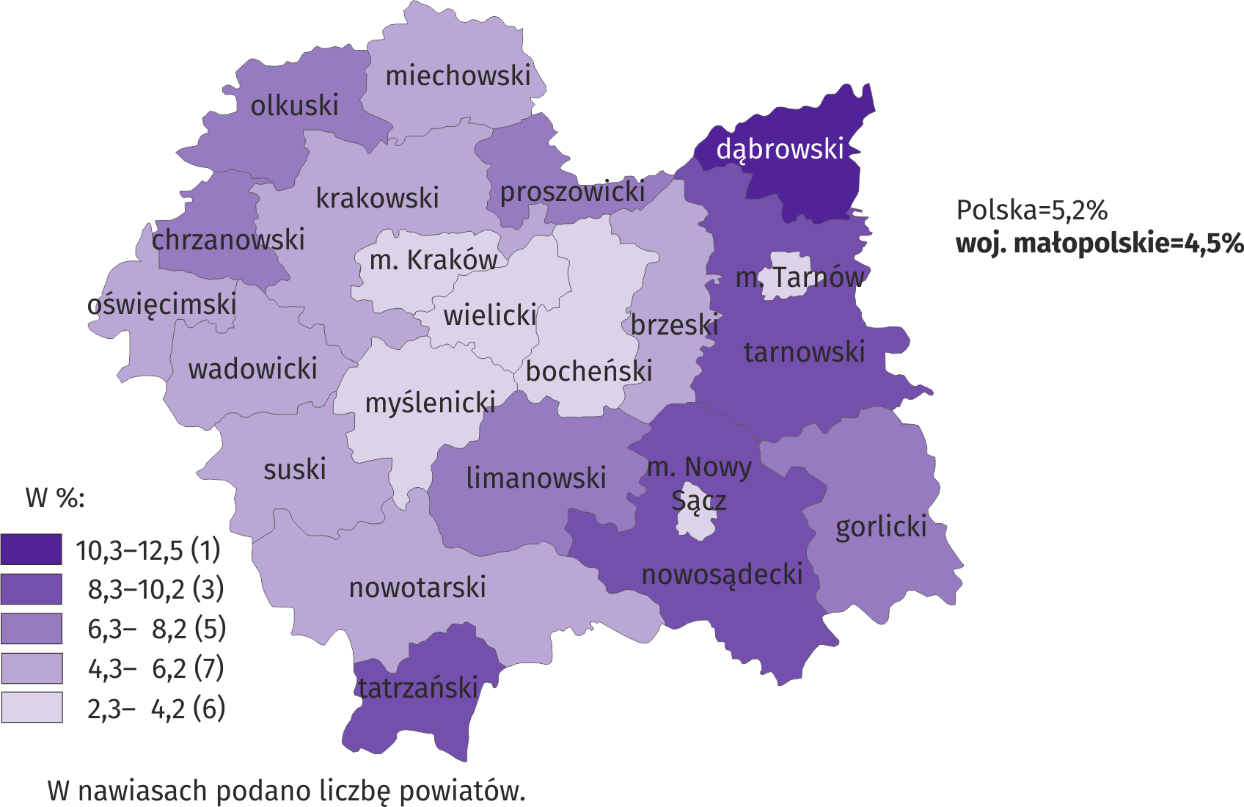 miechowski
olkuski
dąbrowski
krakowski
proszowicki
Polska=5,2%
woj. małopolskie=4,5%
chrzanowski
m. Kraków
m. Tarnów
oświęcimski
wielicki
brzeski
tarnowski
wadowicki
bocheński
myślenicki
suski
limanowski
m. Nowy
Sącz
gorlicki
nowosądecki
nowotarski
tatrzański
W %:
10,3–12,5 (1)
8,3–10,2 (3)
6,3– 8,2 (5)
4,3– 6,2 (7)
2,3– 4,2 (6)
W nawiasach podano liczbę powiatów.